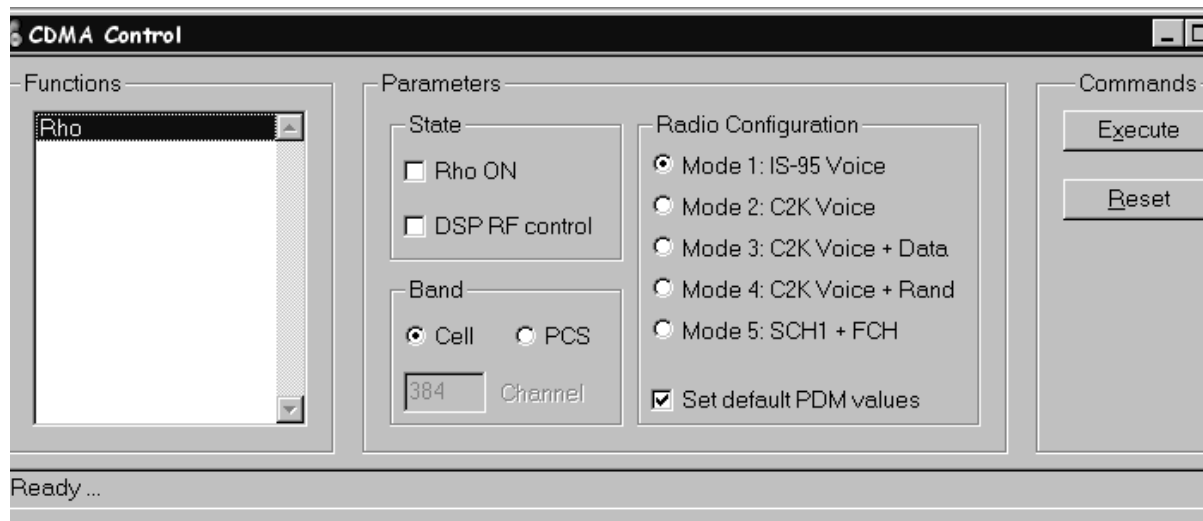 CDMA Control
Functions
Rho
Parameters
State
Rho ON
DSP RF control
Band
Cell PCS
384 Channel
Radio Configuration
Mode 1: IS-95 Voice
Mode 2: C2K Voice
Mode 3: C2K Voice + Data
Mode 4: C2K Voice + Rand
Mode 5: SCH1 + FCH
Set default PDM values
Commands
Execute
Reset
Ready ...